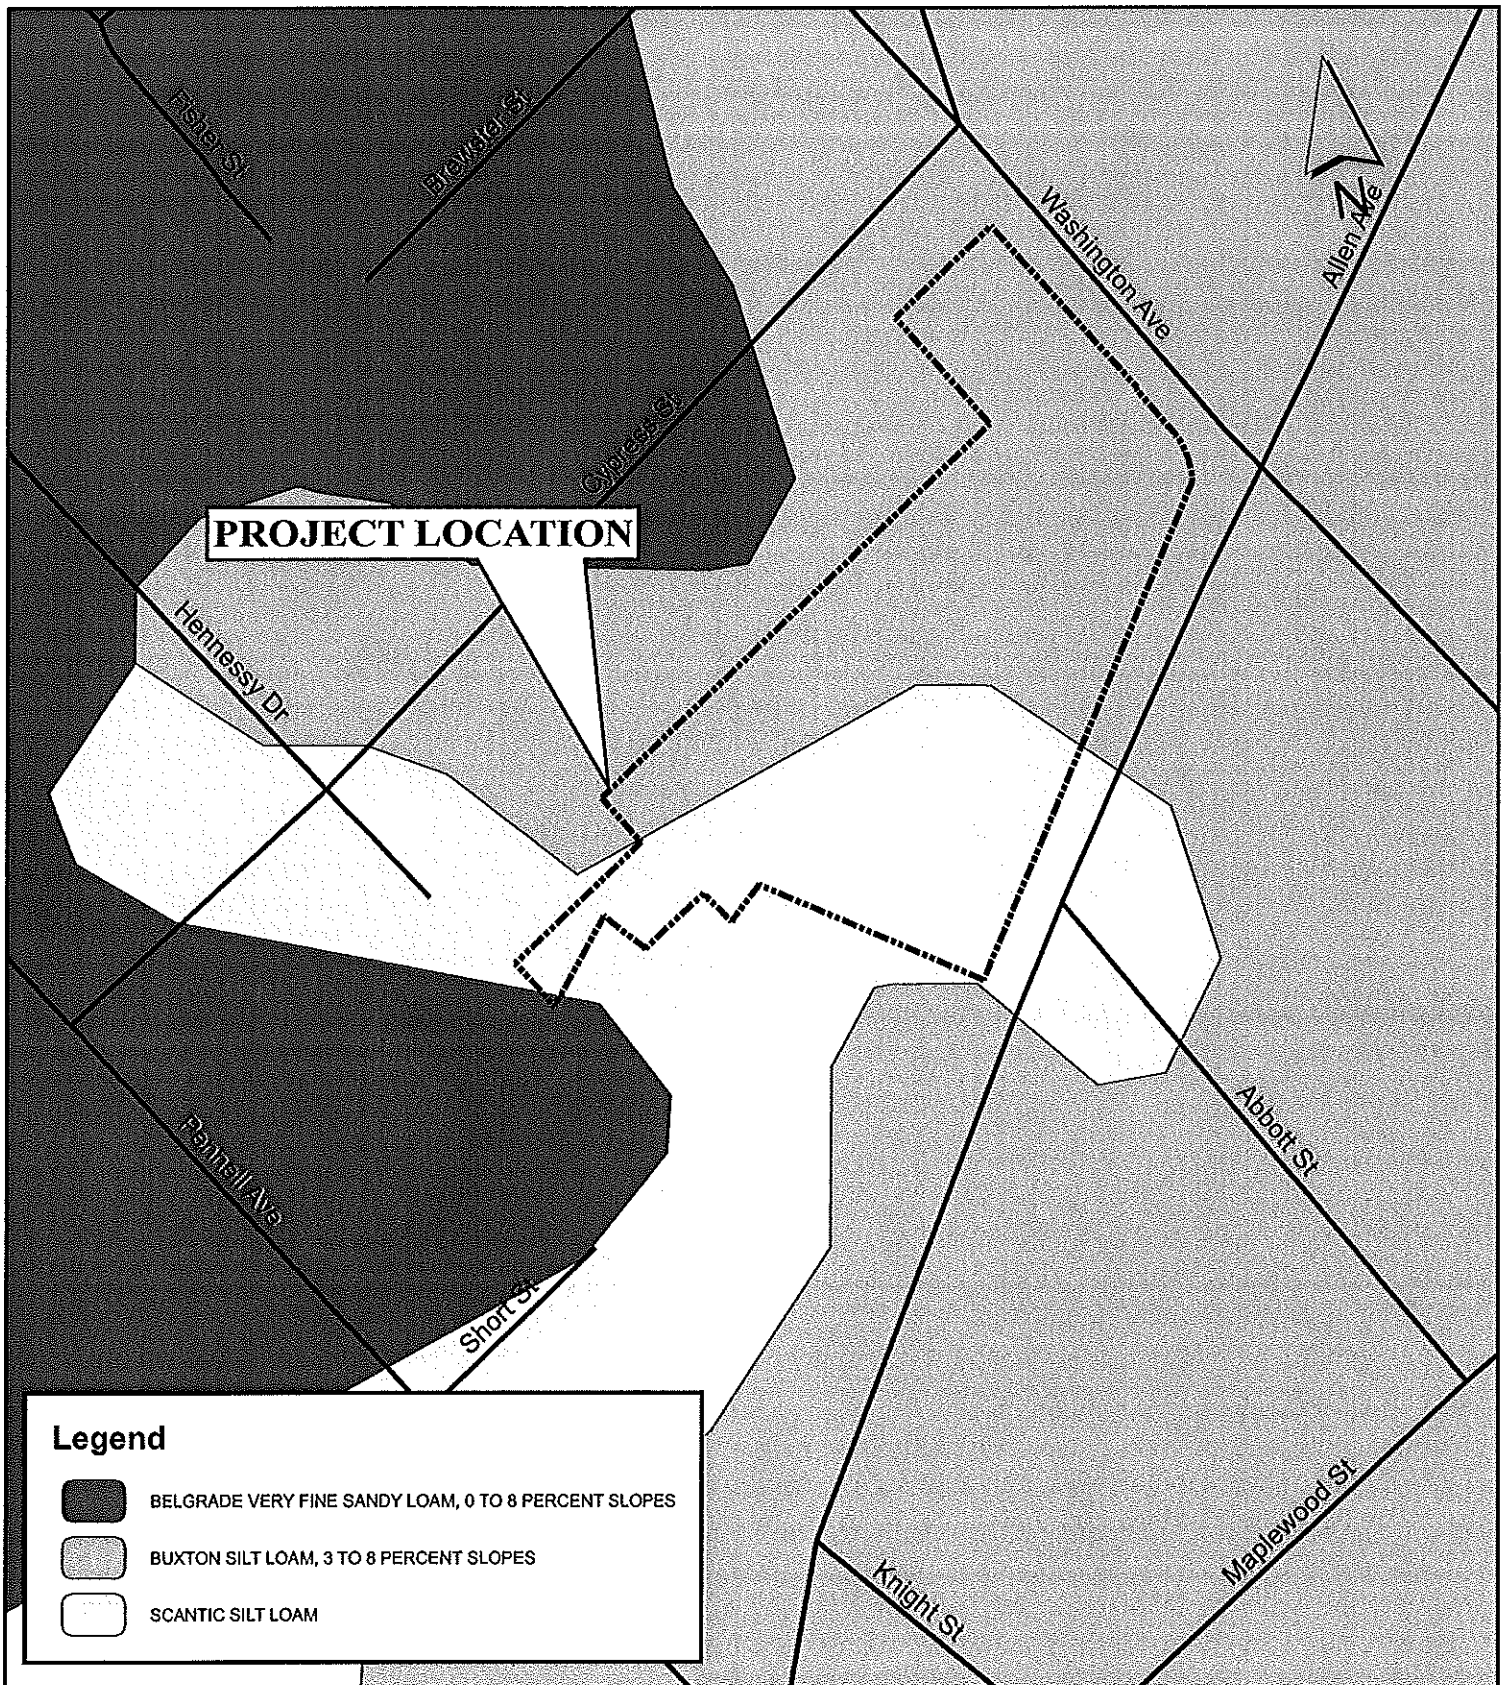 Fisher St
Brewster St
Washington Ave
N
Allen Ave
Cypress St
PROJECT LOCATION
Hennessy Dr
Pennell Ave
Abbott St
Short St
Legend
BELGRADE VERY FINE SANDY LOAM, 0 TO 8 PERCENT SLOPES
BUXTON SILT LOAM, 3 TO 8 PERCENT SLOPES
SCANTIC SILT LOAM
Knight St
Maplewood St